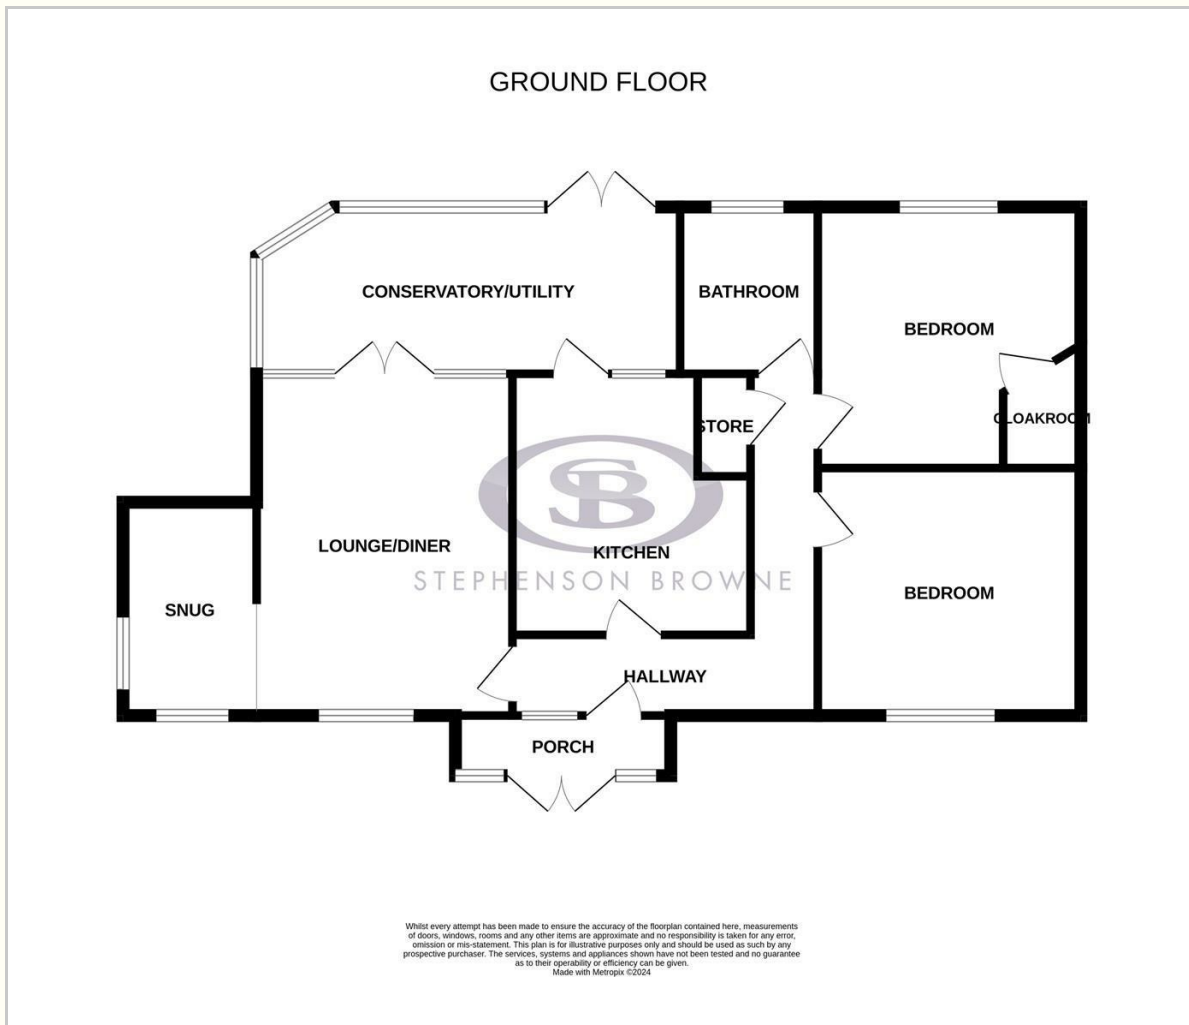 GROUND FLOOR
CONSERVATORY/UTILITY
BATHROOM
BEDROOM
CLOAKROOM
STORE
SB
LOUNGE/DINER
KITCHEN
STEPHENSON BROWNE
SNUG
BEDROOM
HALLWAY
PORCH
Whilst every attempt has been made to ensure the accuracy of the floorplan contained here, measurements
of doors, windows, rooms and any other items are approximate and no responsibility is taken for any error,
omission or mis-statement. This plan is for illustrative purposes only and should be used as such by any
prospective purchaser. The services, systems and appliances shown have not been tested and no guarantee
as to their operability or efficiency can be given.
Made with Metropix ©2024